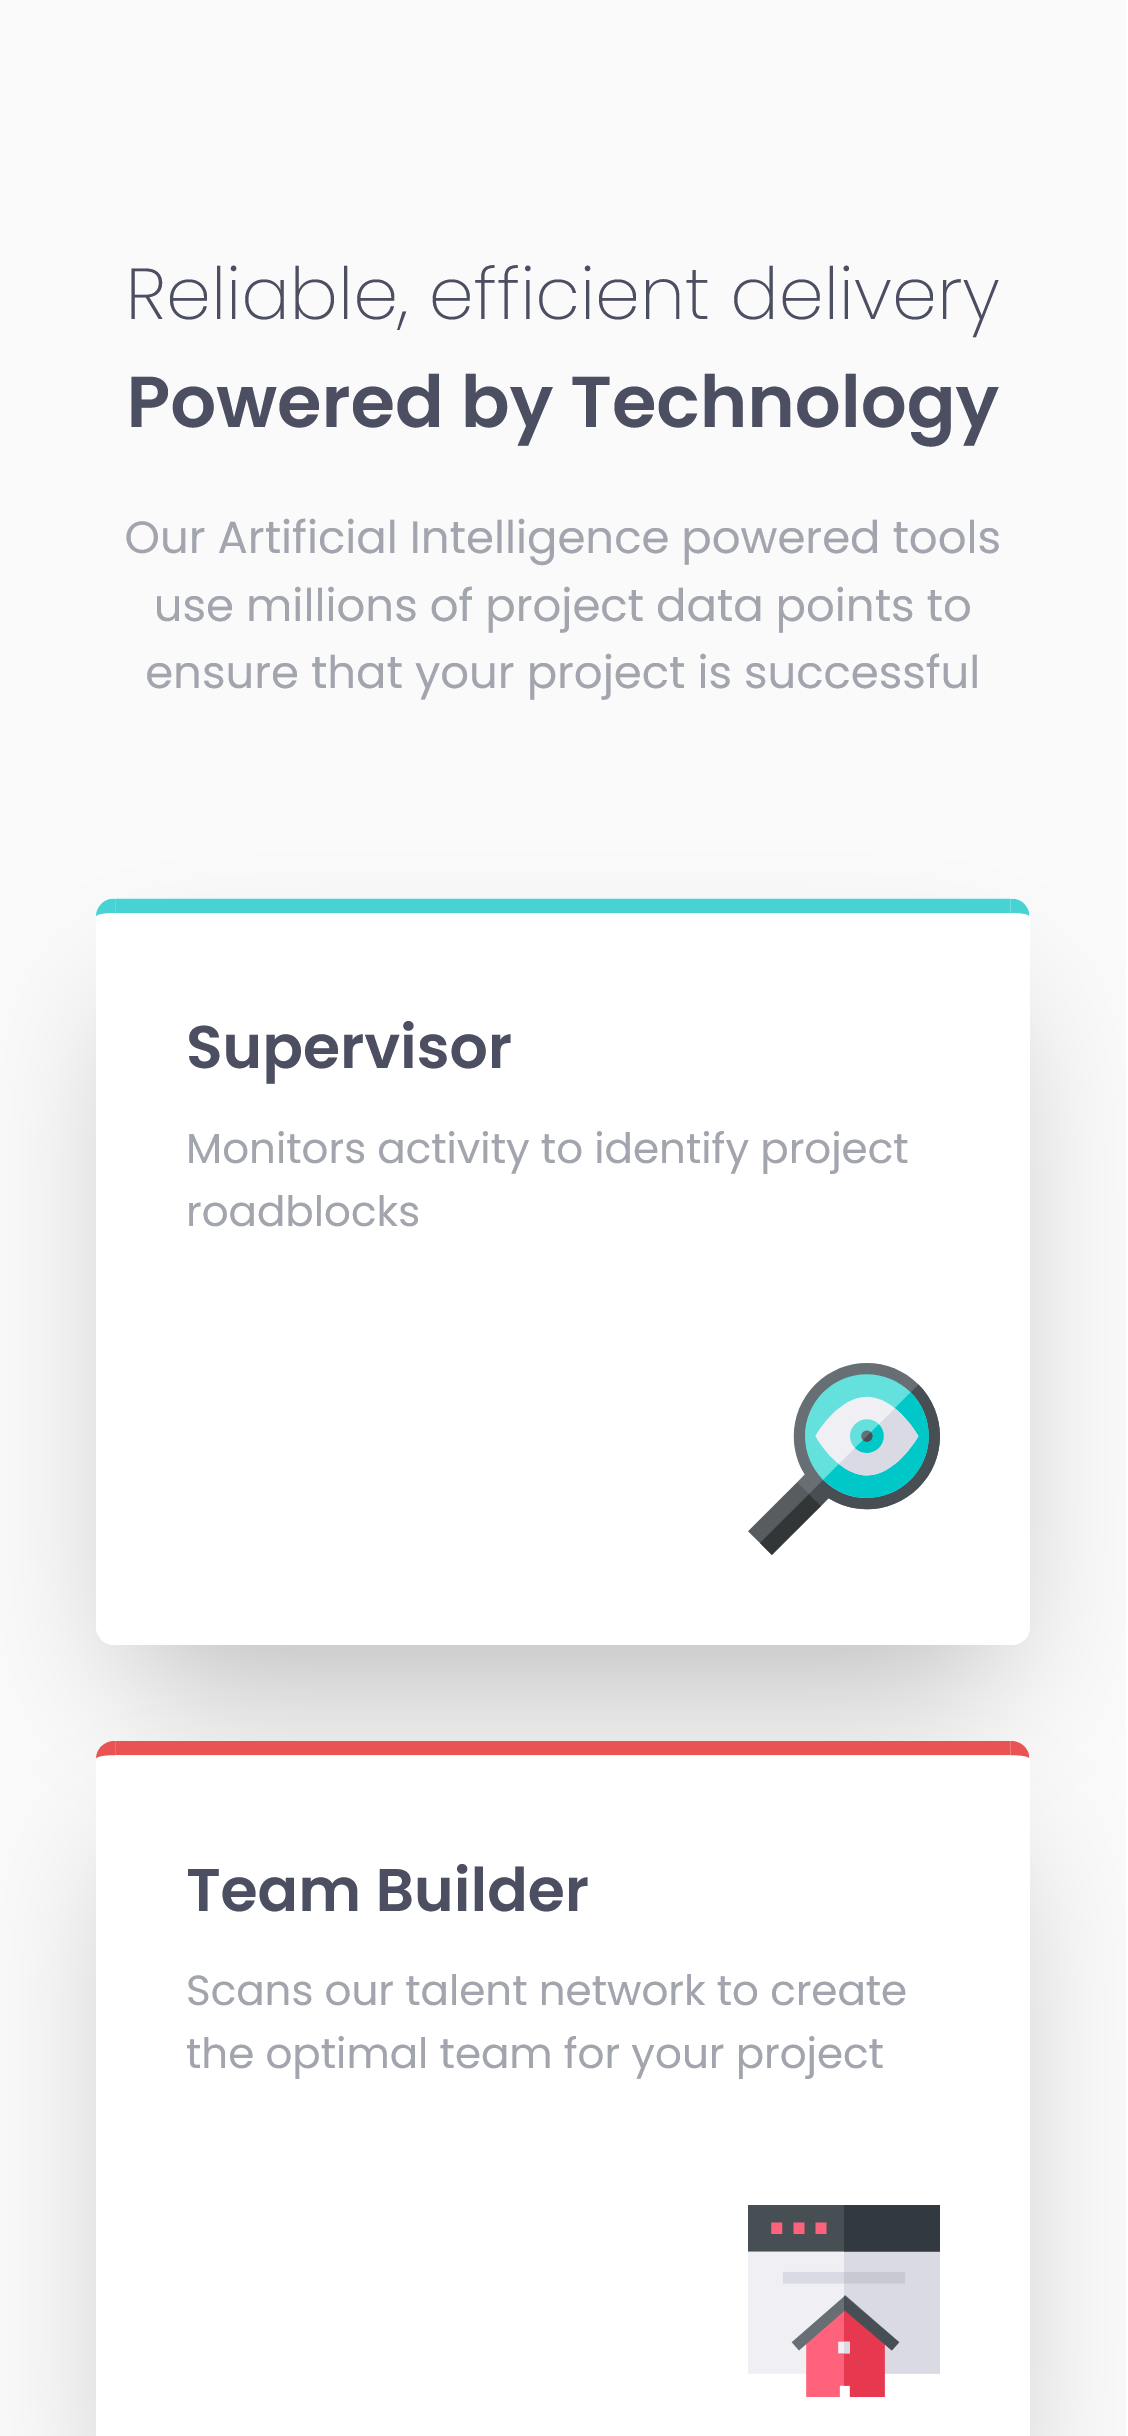 Reliable, efficient delivery
Powered by Technology
Our Artificial Intelligence powered tools
use millions of project data points to
ensure that your project is successful
Supervisor
Monitors activity to identify project
roadblocks
Team Builder
Scans our talent network to create
the optimal team for your project